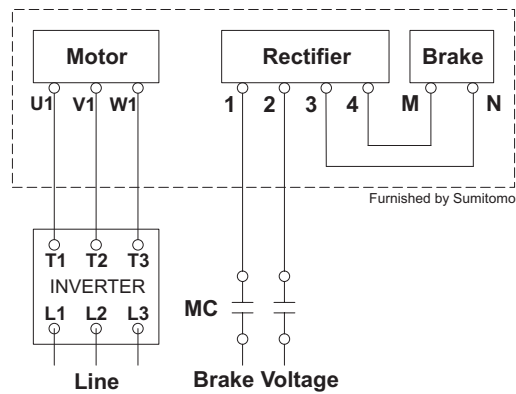 Motor Rectifier Brake
U1 V1 W1 1 2 3 4 M N
Furnished by Sumitomo
T1 T2 T3
INVERTER
L1 L2 L3
MC
Line Brake Voltage